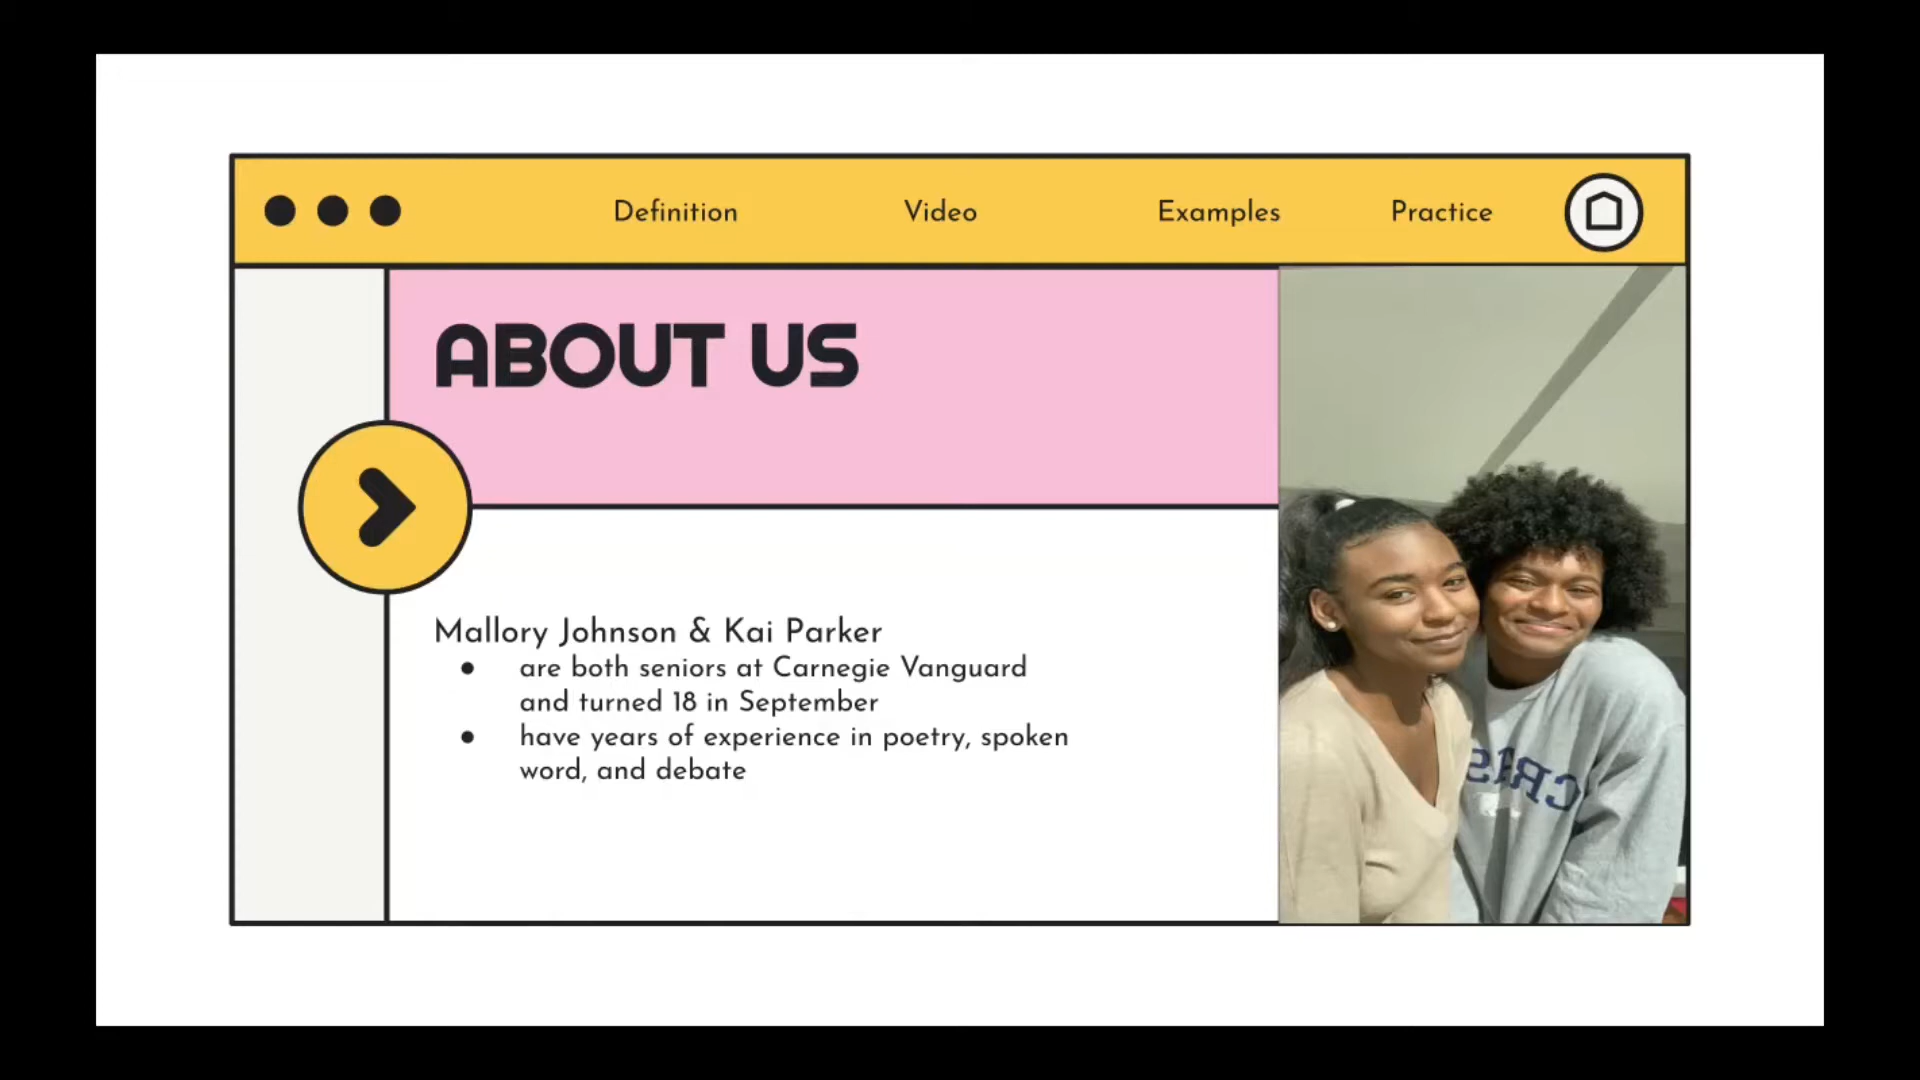 Definition Video Examples Practice
ABOUT US
Mallory Johnson & Kai Parker
● are both seniors at Carnegie Vanguard
and turned 18 in September
● have years of experience in poetry, spoken
word, and debate